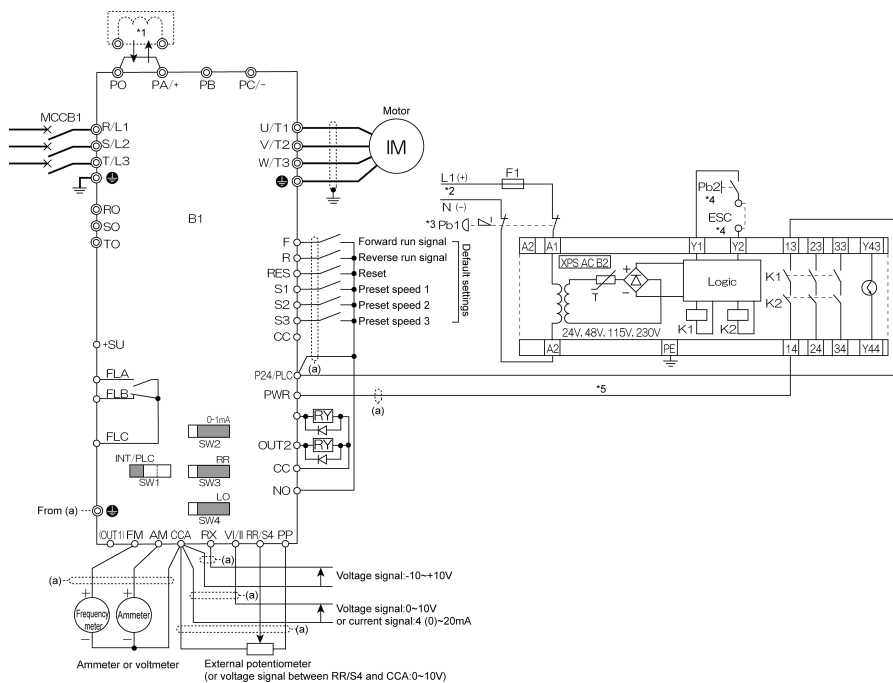 *1
PO
PA/+
PB
PC/-
MCCB1
R/L1
S/L2
T/L3
U/T1
V/T2
W/T3
Motor
IM
RO
SO
TO
B1
L1 (+)
F1
*2
N (-)
*3 Pb1
Pb2
*4
ESC
*4
F
Forward run signal
R
Reverse run signal
RES
Reset
S1
Preset speed 1
S2
Preset speed 2
S3
Preset speed 3
CC
Default settings
A2
A1
Y1
Y2
13
23
33
Y43
XPS AC B2
+
-
T
Logic
K1
K2
K1
K2
24V, 48V, 115V, 230V
A2
PE
14
24
34
Y44
+SU
(a)
P24/PLC
PWR
(a)
*5
FLA
FLB
FLC
0-1mA
SW2
RY
OUT2
RY
INT/PLC
SW1
RR
SW3
CC
LO
SW4
NO
From (a)
(OUT1)
FM
AM
CCA
RX
VI/II
RR/S4
PP
(a)
Voltage signal:-10~+10V
(a)
(a)
Voltage signal:0~10V
or current signal:4 (0)~20mA
(a)
+
Frequency
meter
-
+
Ammeter
-
Ammeter or voltmeter
External potentiometer
(or voltage signal between RR/S4 and CCA:0~10V)